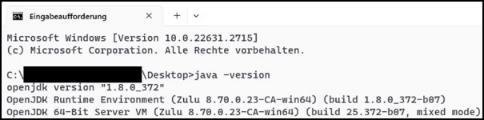 Eingabeaufforderung
Microsoft Windows [Version 10.0.22631.2715]
(c) Microsoft Corporation. Alle Rechte vorbehalten.
C:\ \Desktop>java -version
openjdk version "1.8.0_372"
OpenJDK Runtime Environment (Zulu 8.70.0.23-CA-win64) (build 1.8.0_372-b07)
OpenJDK 64-Bit Server VM (Zulu 8.70.0.23-CA-win64) (build 25.372-b07, mixed mode)